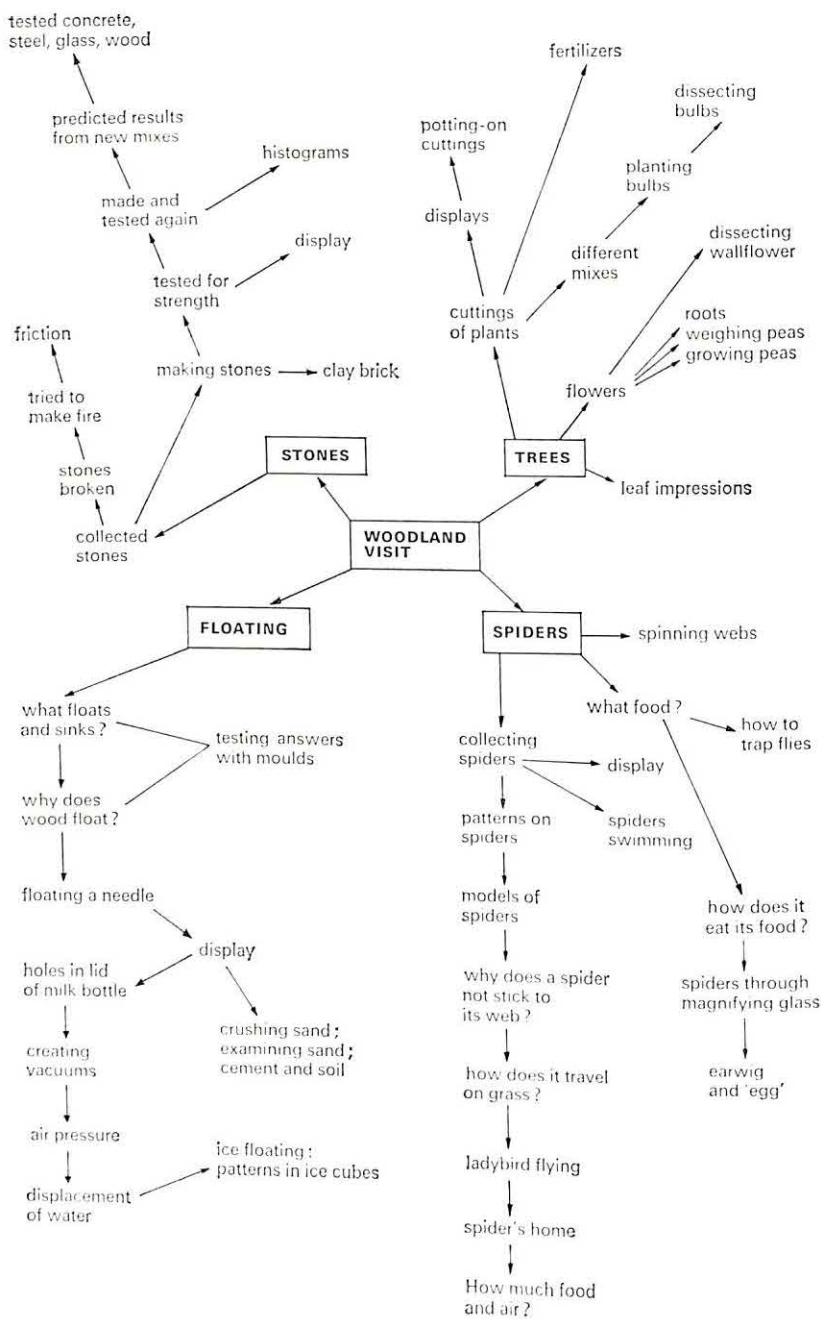 tested concrete,
steel, glass, wood
predicted results
from new mixes
histograms
made and
tested again
display
tested for
strength
friction
making stones
clay brick
tried to
make fire
stones
broken
collected
stones
STONES
fertilizers
dissecting
bulbs
potting-on
cuttings
planting
bulbs
displays
different
mixes
dissecting
wallflower
cuttings
of plants
roots
weighing peas
growing peas
flowers
TREES
leaf impressions
WOODLAND
VISIT
FLOATING
what floats
and sinks?
testing answers
with moulds
why does
wood float?
floating a needle
display
holes in lid
of milk bottle
crushing sand;
examining sand;
cement and soil
creating
vacuums
air pressure
ice floating:
patterns in ice cubes
displacement
of water
SPIDERS
spinning webs
what food?
how to
trap flies
collecting
spiders
display
patterns on
spiders
spiders
swimming
models of
spiders
how does it
eat its food?
why does a spider
not stick to
its web?
spiders through
magnifying glass
how does it travel
on grass?
earwig
and 'egg'
ladybird flying
spider's home
How much food
and air?